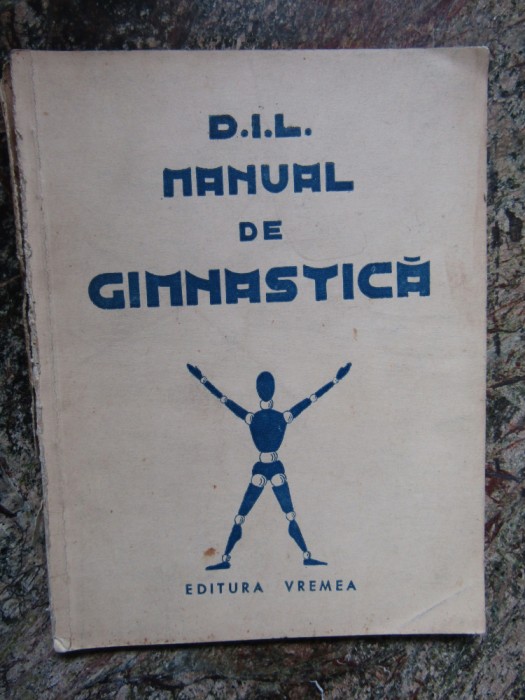 D.I.L.
MANUAL
DE
GIMNASTICĂ
EDITURA VREMEA